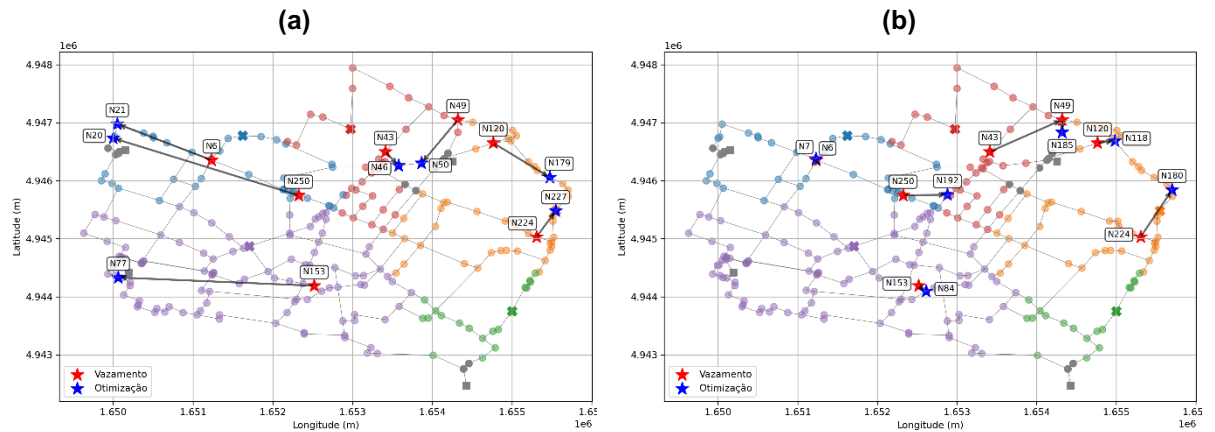 (a)
1e6
4.948
4.947
4.946
4.945
4.944
4.943
Latitude (m)
N21
N20
N6
N250
N77
N153
N43
N46
N49
N50
N120
N179
N227
N224
Vazamento
Otimização
1.650
1.651
1.652
1.653
1.654
1.655
1.65
Longitude (m)
1e6
(b)
1e6
4.948
4.947
4.946
4.945
4.944
4.943
Latitude (m)
N7
N6
N250
N192
N43
N49
N185
N120
N118
N180
N224
N153
N84
Vazamento
Otimização
1.650
1.651
1.652
1.653
1.654
1.655
1.656
Longitude (m)
1e6